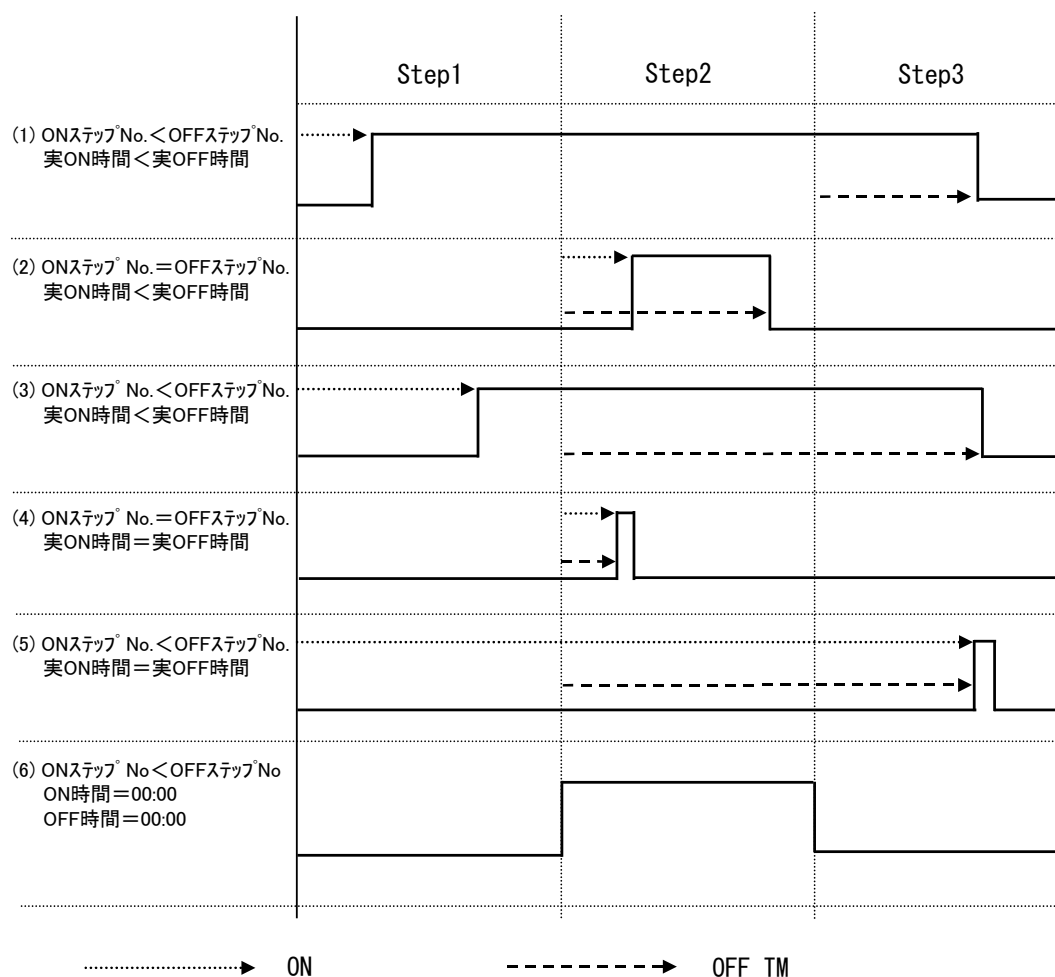 Step1 Step2 Step3
(1) ONｽﾃｯﾌﾟNo.＜OFFｽﾃｯﾌﾟNo.
実ON時間＜実OFF時間
(2) ONｽﾃｯﾌﾟ No.＝OFFｽﾃｯﾌﾟNo.
実ON時間＜実OFF時間
(3) ONｽﾃｯﾌﾟ No.＜OFFｽﾃｯﾌﾟNo.
実ON時間＜実OFF時間
(4) ONｽﾃｯﾌﾟ No.＝OFFｽﾃｯﾌﾟNo.
実ON時間＝実OFF時間
(5) ONｽﾃｯﾌﾟ No.＜OFFｽﾃｯﾌﾟNo.
実ON時間＝実OFF時間
(6) ONｽﾃｯﾌﾟ No＜OFFｽﾃｯﾌﾟNo
ON時間＝00:00
OFF時間＝00:00
ON OFF TM